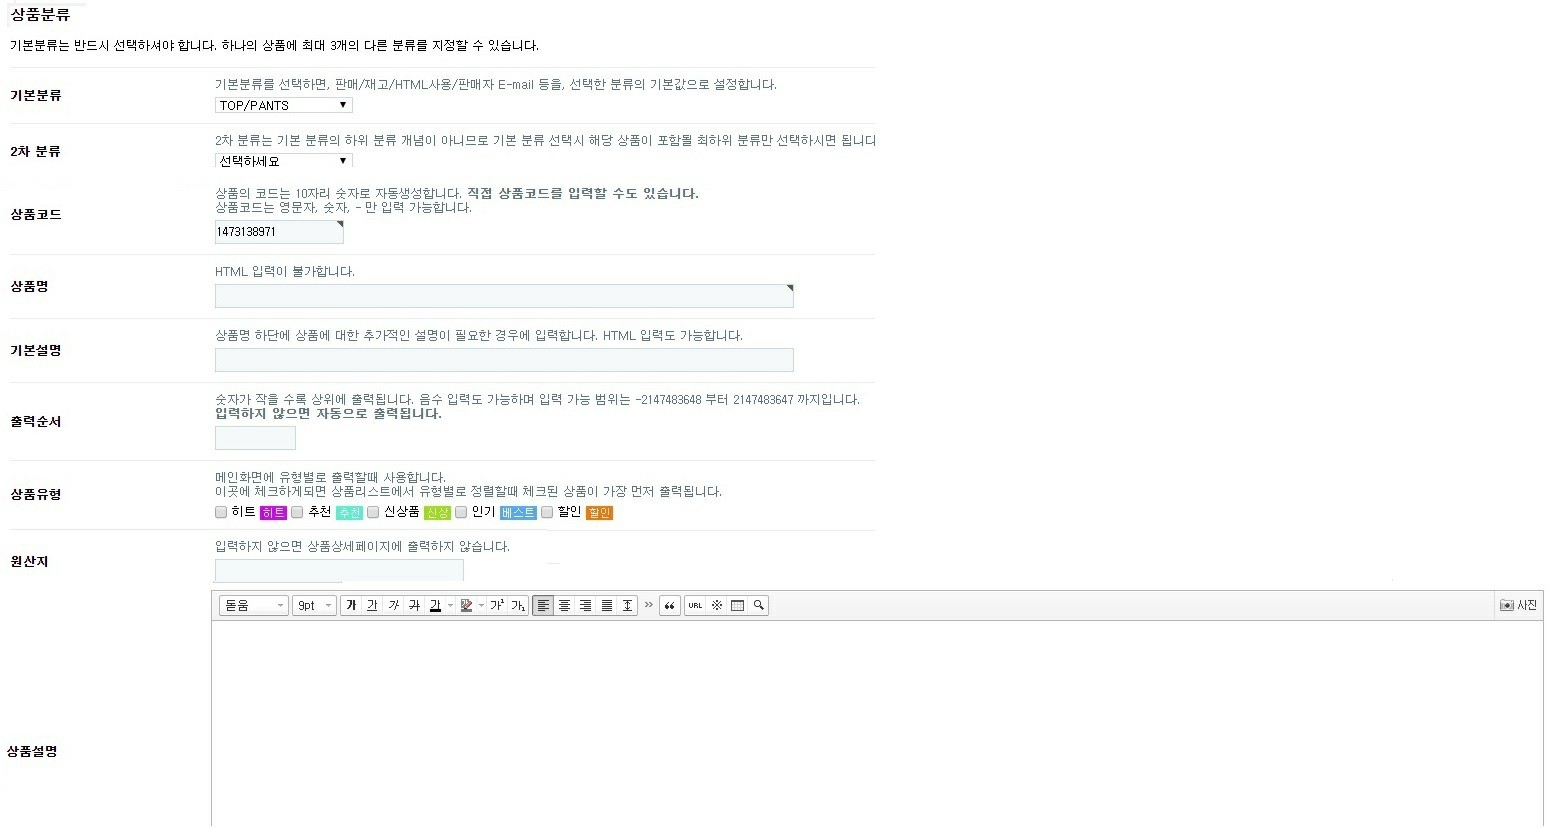 상품분류
기본분류는 반드시 선택하셔야 합니다. 하나의 상품에 최대 3개의 다른 분류를 지정할 수 있습니다.
기본분류를 선택하면, 판매/재고/HTML사용/판매자 E-mail 등을, 선택한 분류의 기본값으로 설정합니다.
기본분류
TOP/PANTS
2차 분류는 기본 분류의 하위 분류 개념이 아니므로 기본 분류 선택시 해당 상품이 포함될 최하위 분류만 선택하시면 됩니다
2차 분류
선택하세요
상품의 코드는 10자리 숫자로 자동생성합니다. 직접 상품코드를 입력할 수도 있습니다.
상품코드는 영문자, 숫자, - 만 입력 가능합니다.
상품코드
1473138971
HTML 입력이 불가합니다.
상품명
상품명 하단에 상품에 대한 추가적인 설명이 필요한 경우에 입력합니다. HTML 입력도 가능합니다.
기본설명
숫자가 작을 수록 상위에 출력됩니다. 음수 입력도 가능하며 입력 가능 범위는 -2147483648 부터 2147483647 까지입니다.
입력하지 않으면 자동으로 출력됩니다.
출력순서
메인화면에 유형별로 출력할때 사용합니다.
이곳에 체크하게되면 상품리스트에서 유형별로 정렬할때 체크된 상품이 가장 먼저 출력됩니다.
상품유형
히트 히트 추천 추천 신상품 신상 인기 베스트 할인 할인
입력하지 않으면 상품상세페이지에 출력하지 않습니다.
원산지
돋움 9pt 가 가 가 가 가 가¹ 가₁ » “ URL ※ 사진
상품설명